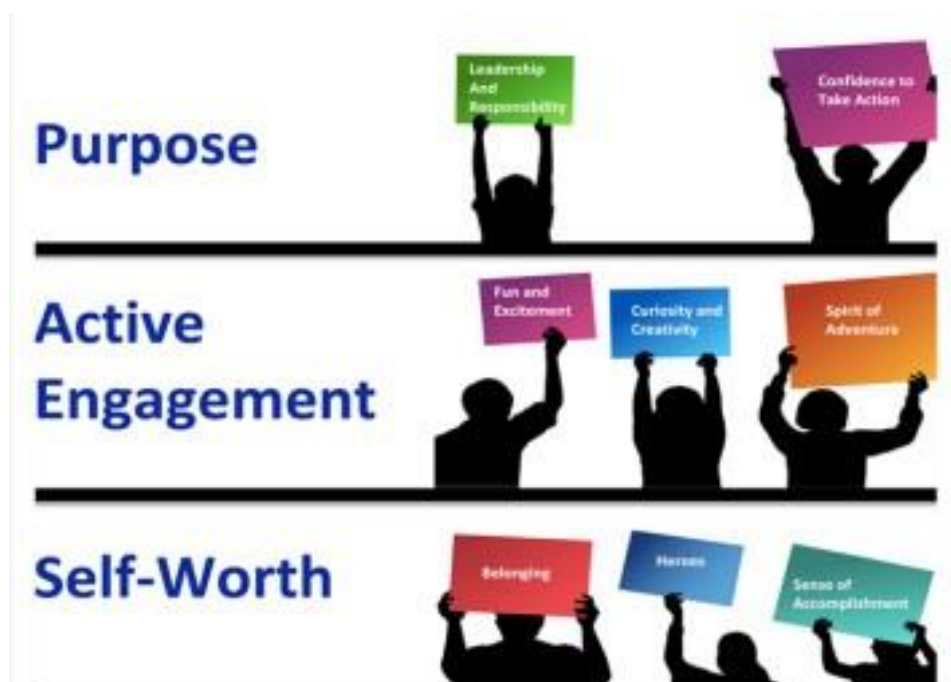 Purpose
Leadership
And
Responsibility
Confidence to
Take Action
Active
Engagement
Fun and
Excitement
Curiosity and
Creativity
Spirit of
Adventure
Self-Worth
Belonging
Heroes
Sense of
Accomplishment